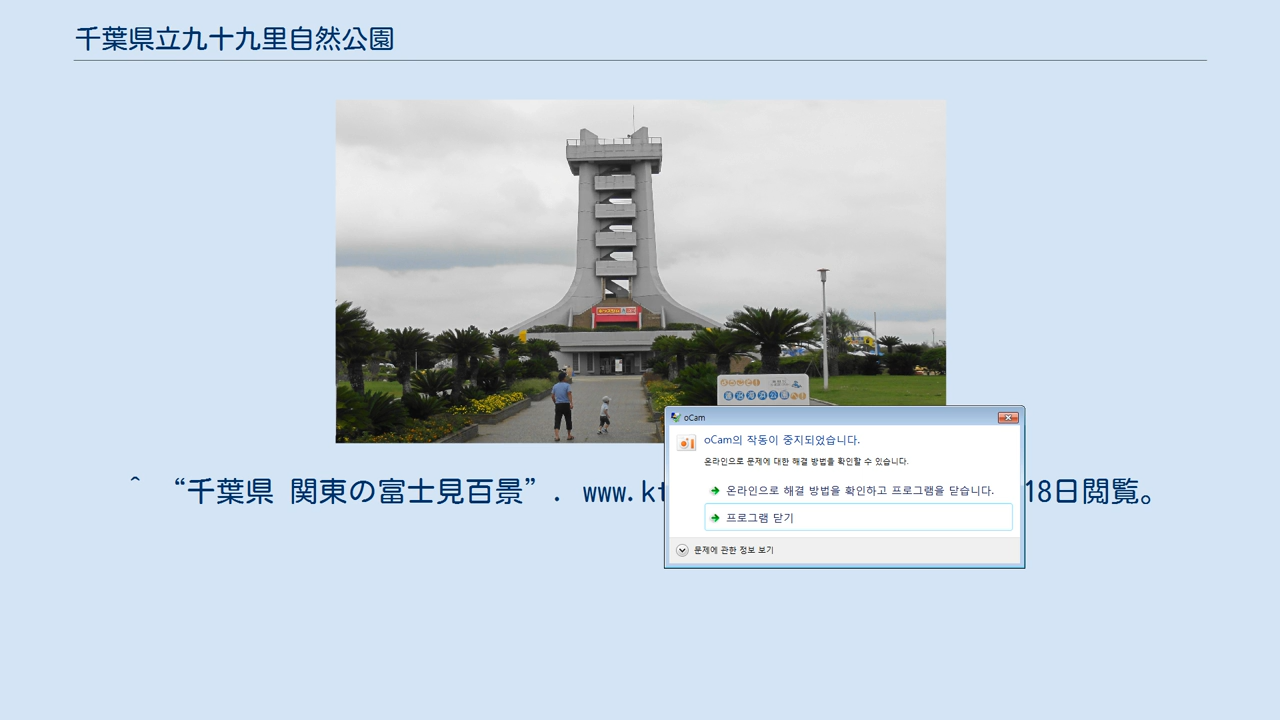 千葉県立九十九里自然公園
^ “千葉県 関東の富士見百景”. www.kt
18日閲覧。
oCam
oCam의 작동이 중지되었습니다.
온라인으로 문제에 대한 해결 방법을 확인할 수 있습니다.
온라인으로 해결 방법을 확인하고 프로그램을 닫습니다.
프로그램 닫기
문제에 관한 정보 보기